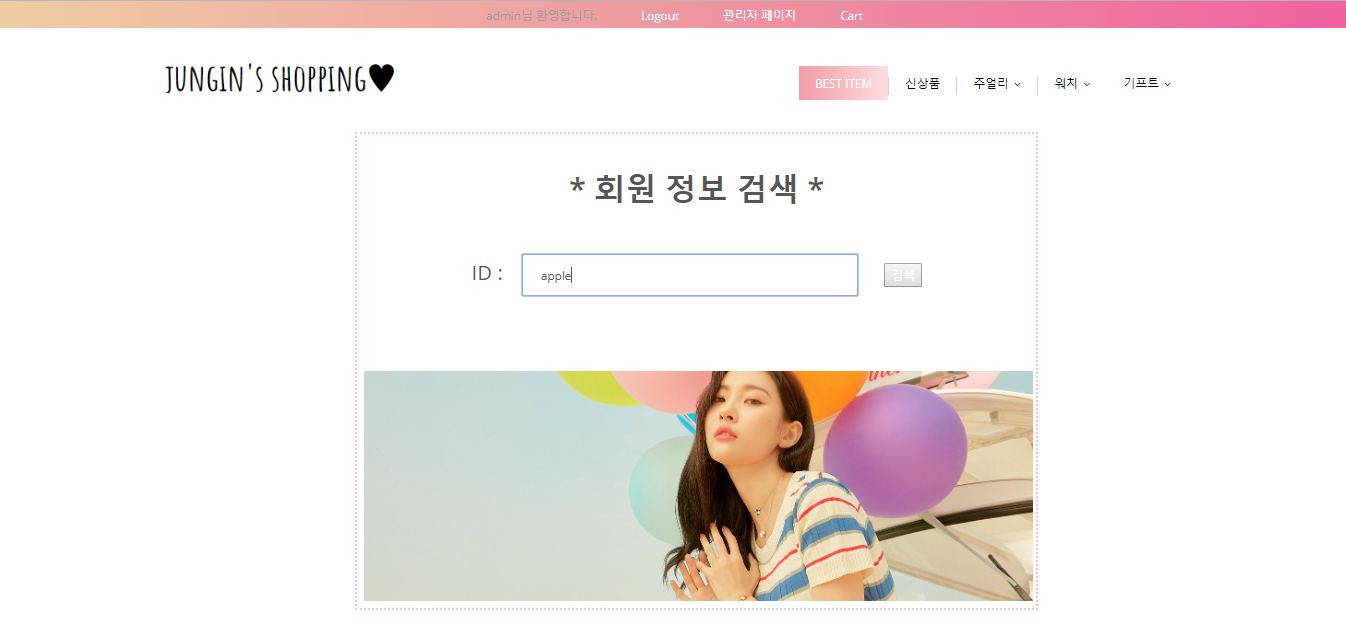 admin님 환영합니다. Logout 관리자 페이지 Cart
JUNGIN'S SHOPPING♥
BEST ITEM 신상품 주얼리 워치 기프트
* 회원 정보 검색 *
ID : apple 검색